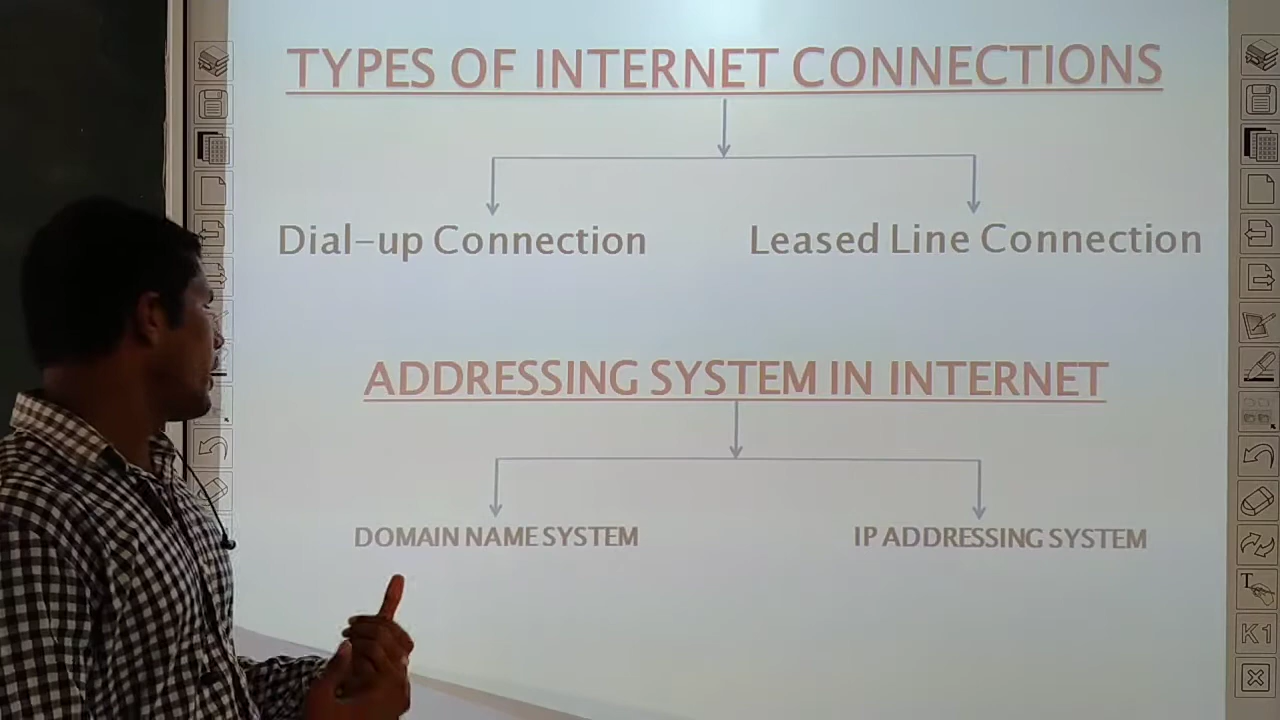 TYPES OF INTERNET CONNECTIONS
Dial-up Connection
Leased Line Connection
ADDRESSING SYSTEM IN INTERNET
DOMAIN NAME SYSTEM
IP ADDRESSING SYSTEM
T
K1